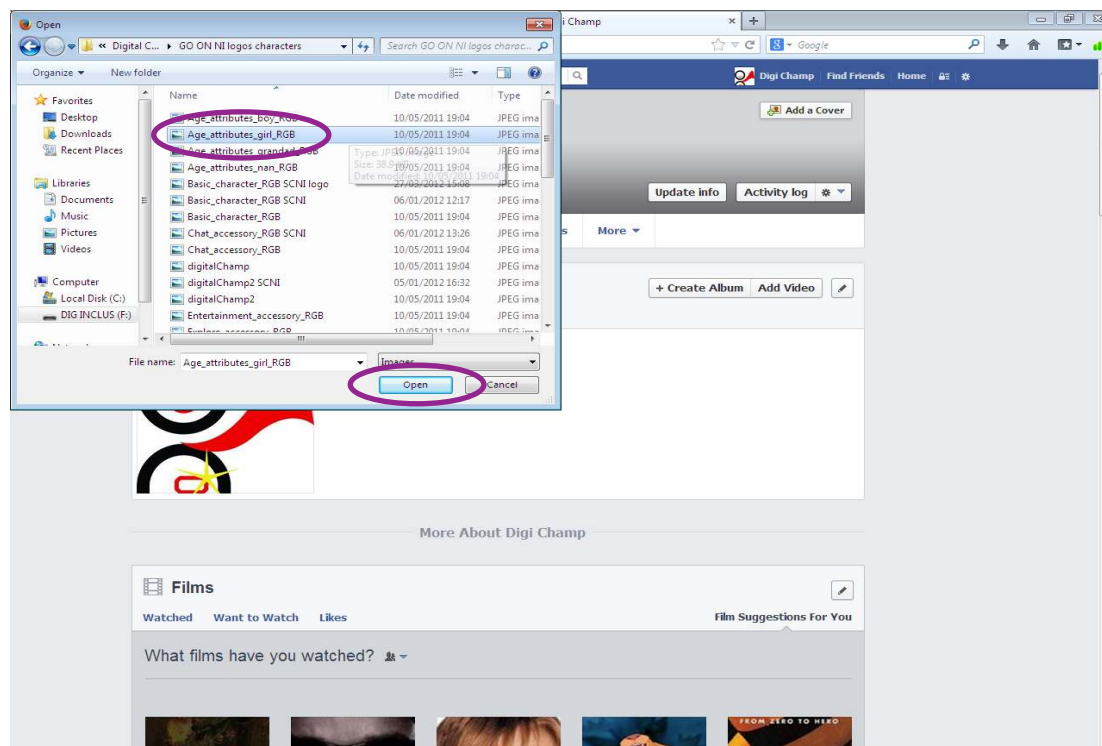 Open
i Champ
Digital C... GO ON NI logos characters
Search GO ON NI logos charac...
Google
Organize New folder
Digi Champ Find Friends Home
Name Date modified Type
Favorites
Desktop
Downloads
Recent Places
Libraries
Documents
Music
Pictures
Videos
Computer
Local Disk (C:)
DIG INCLUS (F:)
Age_attributes_boy_RGB 10/05/2011 19:04 JPEG ima
Age_attributes_girl_RGB 10/05/2011 19:04 JPEG ima
Age_attributes_grandad_RGB 10/05/2011 19:04 JPEG ima
Age_attributes_nan_RGB 10/05/2011 19:04 JPEG ima
Basic_character_RGB SCNI logo 27/03/2012 15:08 JPEG ima
Basic_character_RGB SCNI 06/01/2012 12:17 JPEG ima
Basic_character_RGB 10/05/2011 19:04 JPEG ima
Chat_accessory_RGB SCNI 06/01/2012 13:26 JPEG ima
Chat_accessory_RGB 10/05/2011 19:04 JPEG ima
digitalChamp 10/05/2011 19:04 JPEG ima
digitalChamp2 SCNI 05/01/2012 16:32 JPEG ima
digitalChamp2 10/05/2011 19:04 JPEG ima
Entertainment_accessory_RGB 10/05/2011 19:04 JPEG ima
Explore_accessory_RGB 10/05/2011 19:04 JPEG ima
Date modified: 10/05/2011 19:04
File name: Age_attributes_girl_RGB Images
Open Cancel
Add a Cover
Update info Activity log
s More
+ Create Album Add Video
More About Digi Champ
Films
Watched Want to Watch Likes Film Suggestions For You
What films have you watched?
FROM ZERO TO HERO